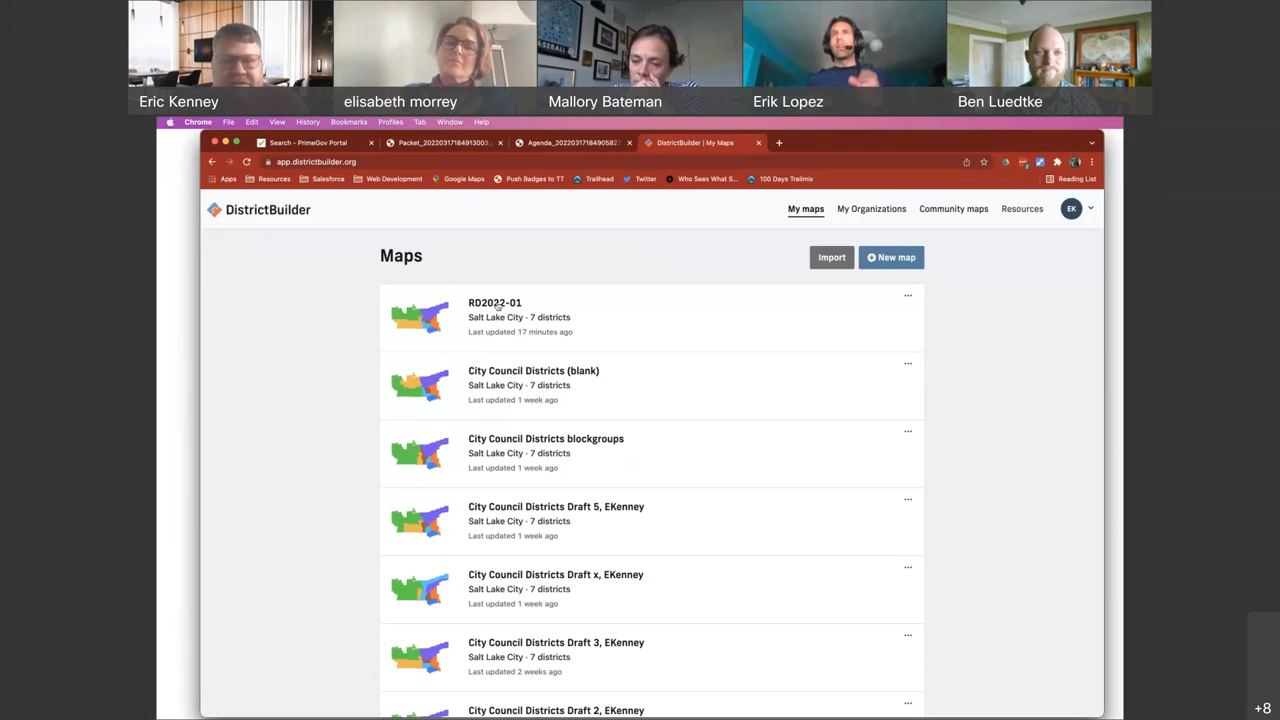 Eric Kenney
elisabeth morrey
Mallory Bateman
Erik Lopez
Ben Luedtke
BASEBALL
Chrome File Edit View History Bookmarks Profiles Tab Window Help
Search - PrimeGov Portal
Packet_20220317184913003.
Agenda_2022031718490582
DistrictBuilder | My Maps
app.districtbuilder.org
Apps Resources Salesforce Web Development Google Maps Push Badges to TT Trailhead Twitter Who Sees What S... 100 Days Trailmix Reading List
DistrictBuilder
My maps My Organizations Community maps Resources EK
Maps
Import
New map
RD2022-01
Salt Lake City · 7 districts
Last updated 17 minutes ago
City Council Districts (blank)
Salt Lake City · 7 districts
Last updated 1 week ago
City Council Districts blockgroups
Salt Lake City · 7 districts
Last updated 1 week ago
City Council Districts Draft 5, EKenney
Salt Lake City · 7 districts
Last updated 1 week ago
City Council Districts Draft x, EKenney
Salt Lake City · 7 districts
Last updated 1 week ago
City Council Districts Draft 3, EKenney
Salt Lake City · 7 districts
Last updated 2 weeks ago
City Council Districts Draft 2, EKenney
+8